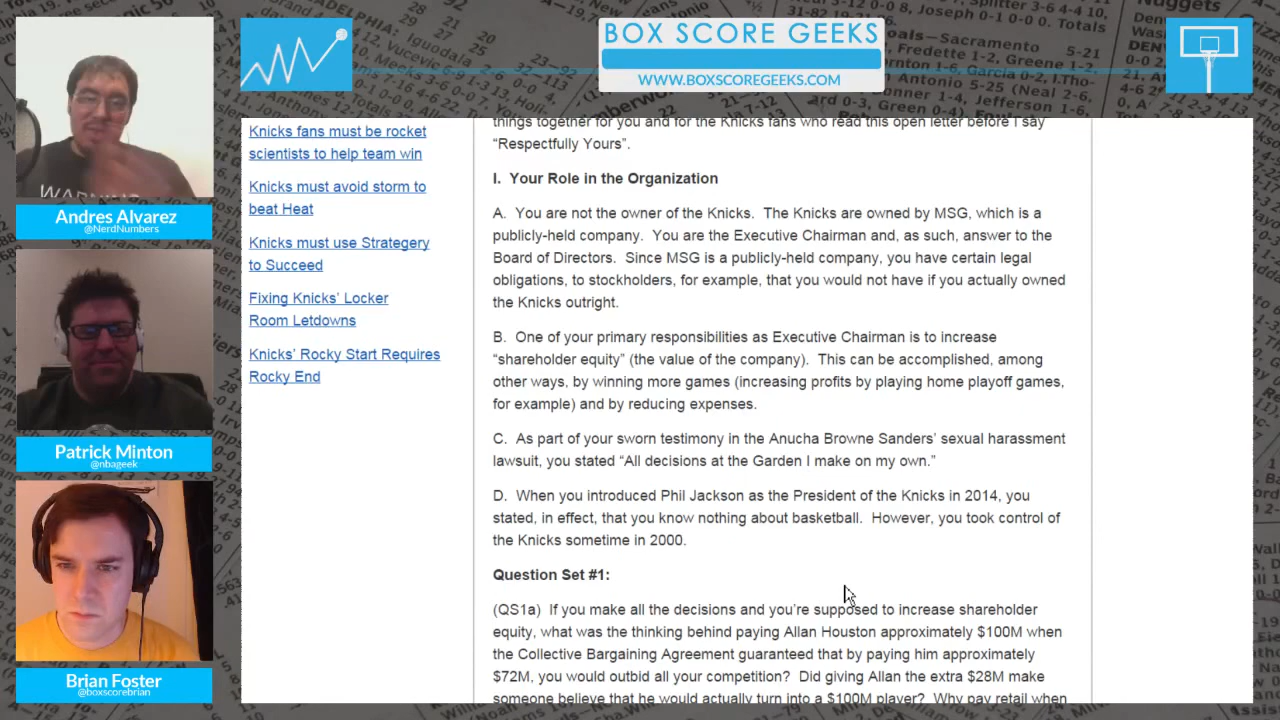 BOX SCORE GEEKS
WWW.BOXSCOREGEEKS.COM
WARNING
Andres Alvarez
@NerdNumbers
Patrick Minton
@nbageek
Brian Foster
@boxscorebrian
Knicks fans must be rocket
scientists to help team win
Knicks must avoid storm to
beat Heat
Knicks must use Strategery
to Succeed
Fixing Knicks’ Locker
Room Letdowns
Knicks’ Rocky Start Requires
Rocky End
things together for you and for the Knicks fans who read this open letter before I say
“Respectfully Yours”.
I. Your Role in the Organization
A. You are not the owner of the Knicks. The Knicks are owned by MSG, which is a
publicly-held company. You are the Executive Chairman and, as such, answer to the
Board of Directors. Since MSG is a publicly-held company, you have certain legal
obligations, to stockholders, for example, that you would not have if you actually owned
the Knicks outright.
B. One of your primary responsibilities as Executive Chairman is to increase
“shareholder equity” (the value of the company). This can be accomplished, among
other ways, by winning more games (increasing profits by playing home playoff games,
for example) and by reducing expenses.
C. As part of your sworn testimony in the Anucha Browne Sanders’ sexual harassment
lawsuit, you stated “All decisions at the Garden I make on my own.”
D. When you introduced Phil Jackson as the President of the Knicks in 2014, you
stated, in effect, that you know nothing about basketball. However, you took control of
the Knicks sometime in 2000.
Question Set #1:
(QS1a) If you make all the decisions and you’re supposed to increase shareholder
equity, what was the thinking behind paying Allan Houston approximately $100M when
the Collective Bargaining Agreement guaranteed that by paying him approximately
$72M, you would outbid all your competition? Did giving Allan the extra $28M make
someone believe that he would actually turn into a $100M player? Why pay retail when